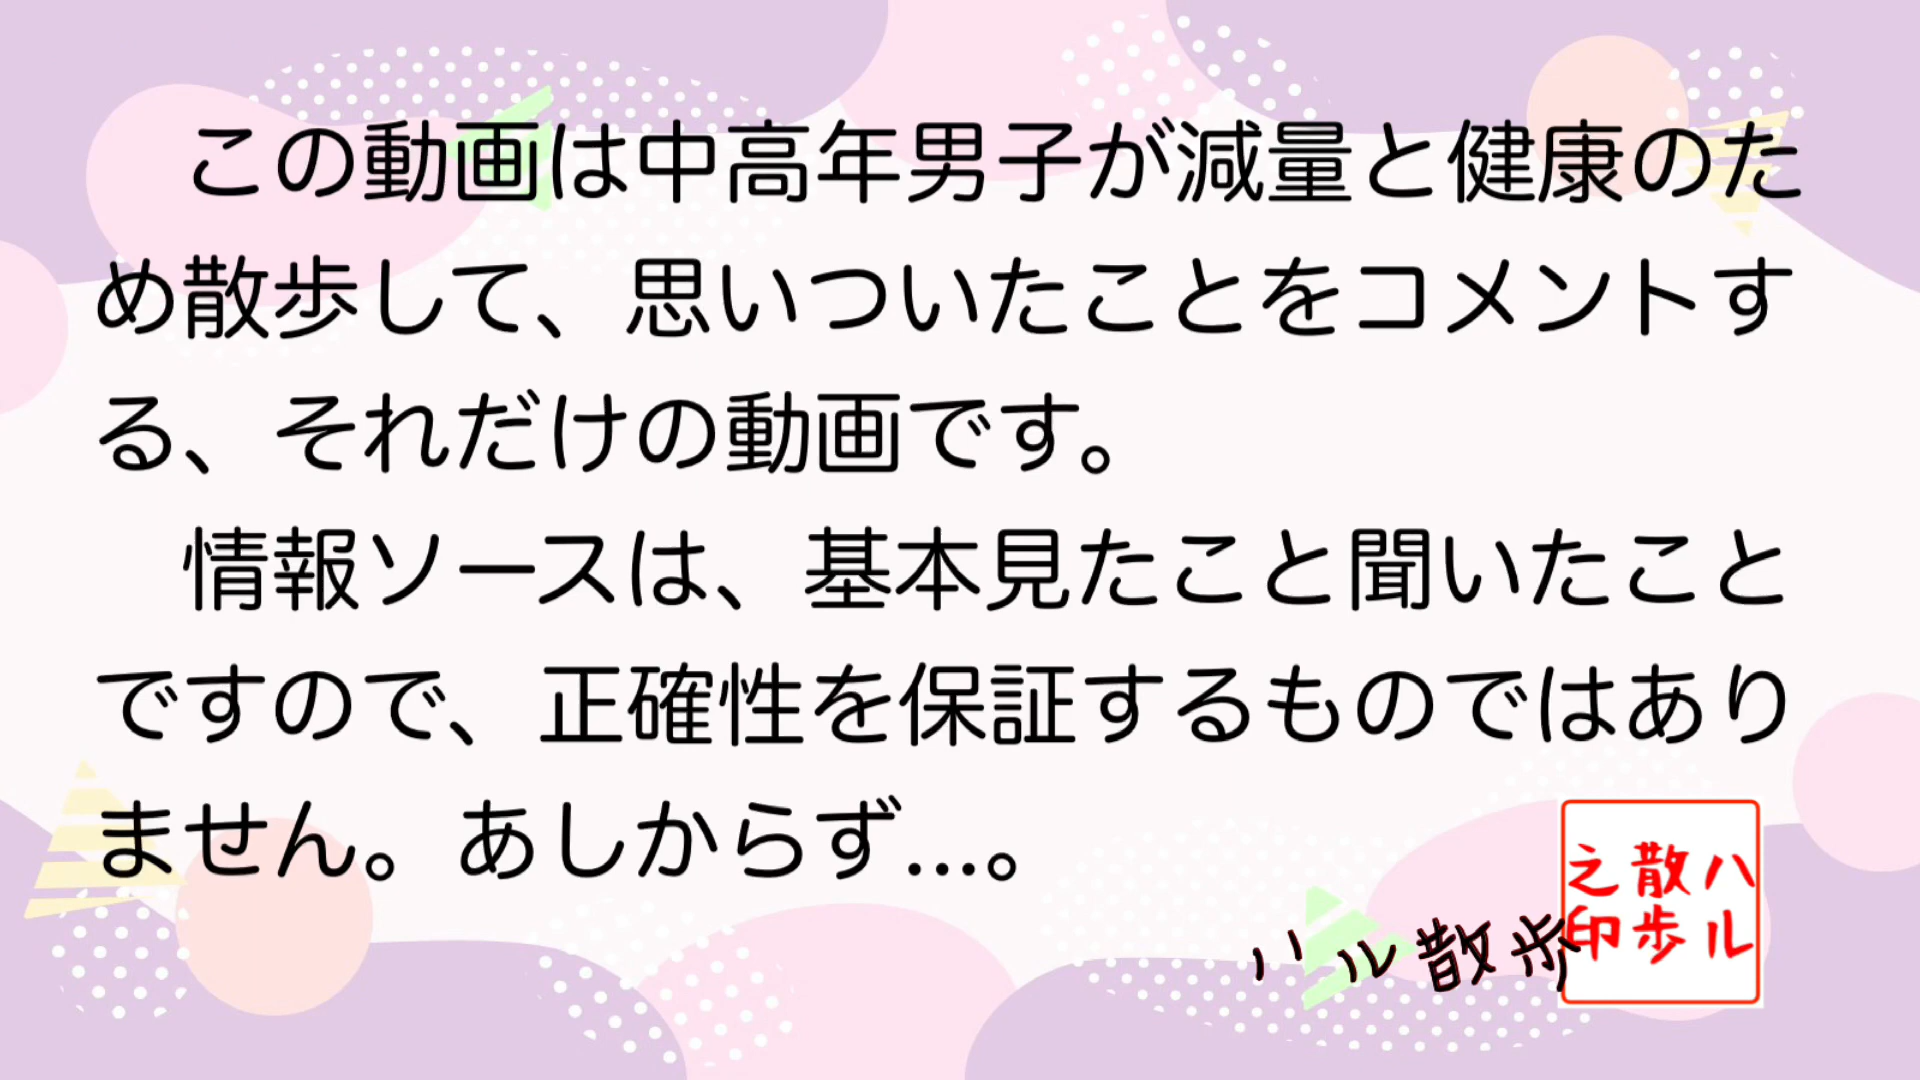 この動画は中高年男子が減量と健康のた
め散歩して、思いついたことをコメントす
る、それだけの動画です。
情報ソースは、基本見たこと聞いたこと
ですので、正確性を保証するものではあり
ません。あしからず…。
ハル散歩
ハル
散歩
之印